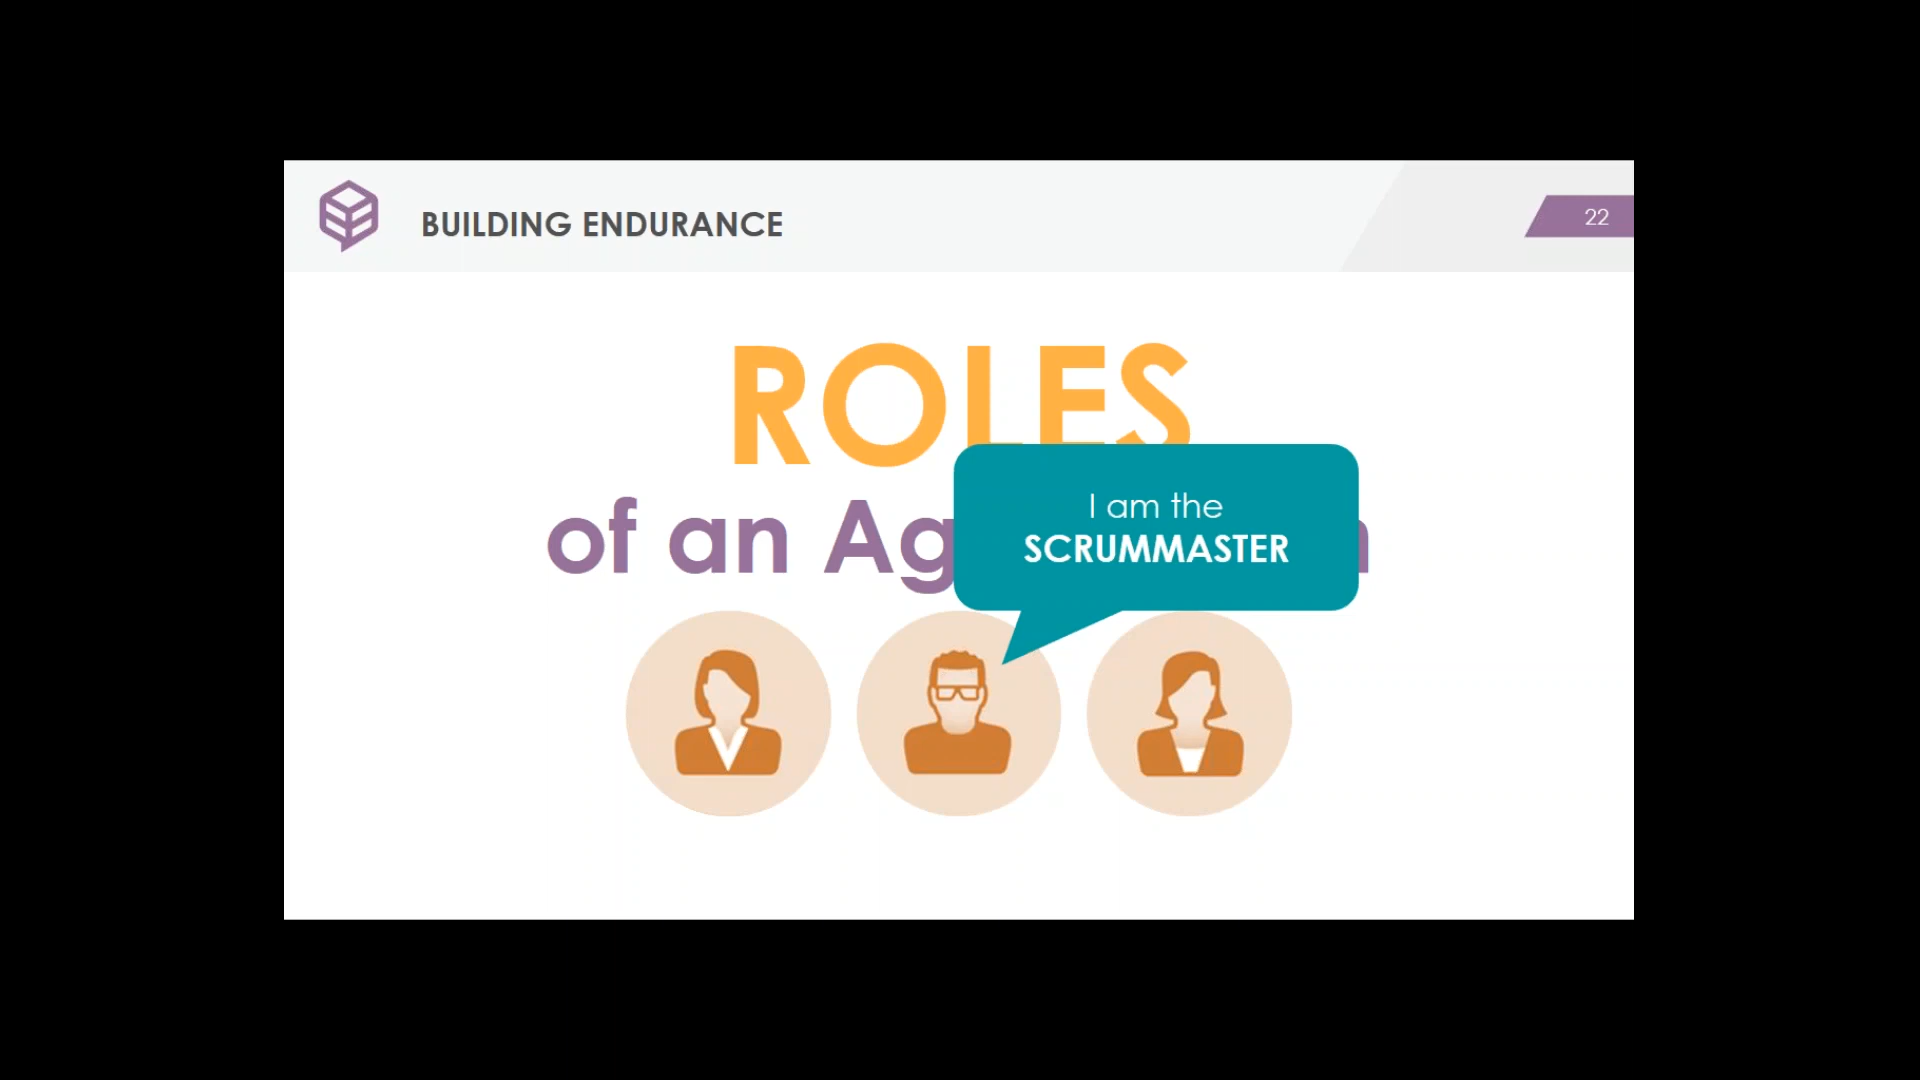 BUILDING ENDURANCE
22
ROLES
of an Ag
I am the
SCRUMMASTER